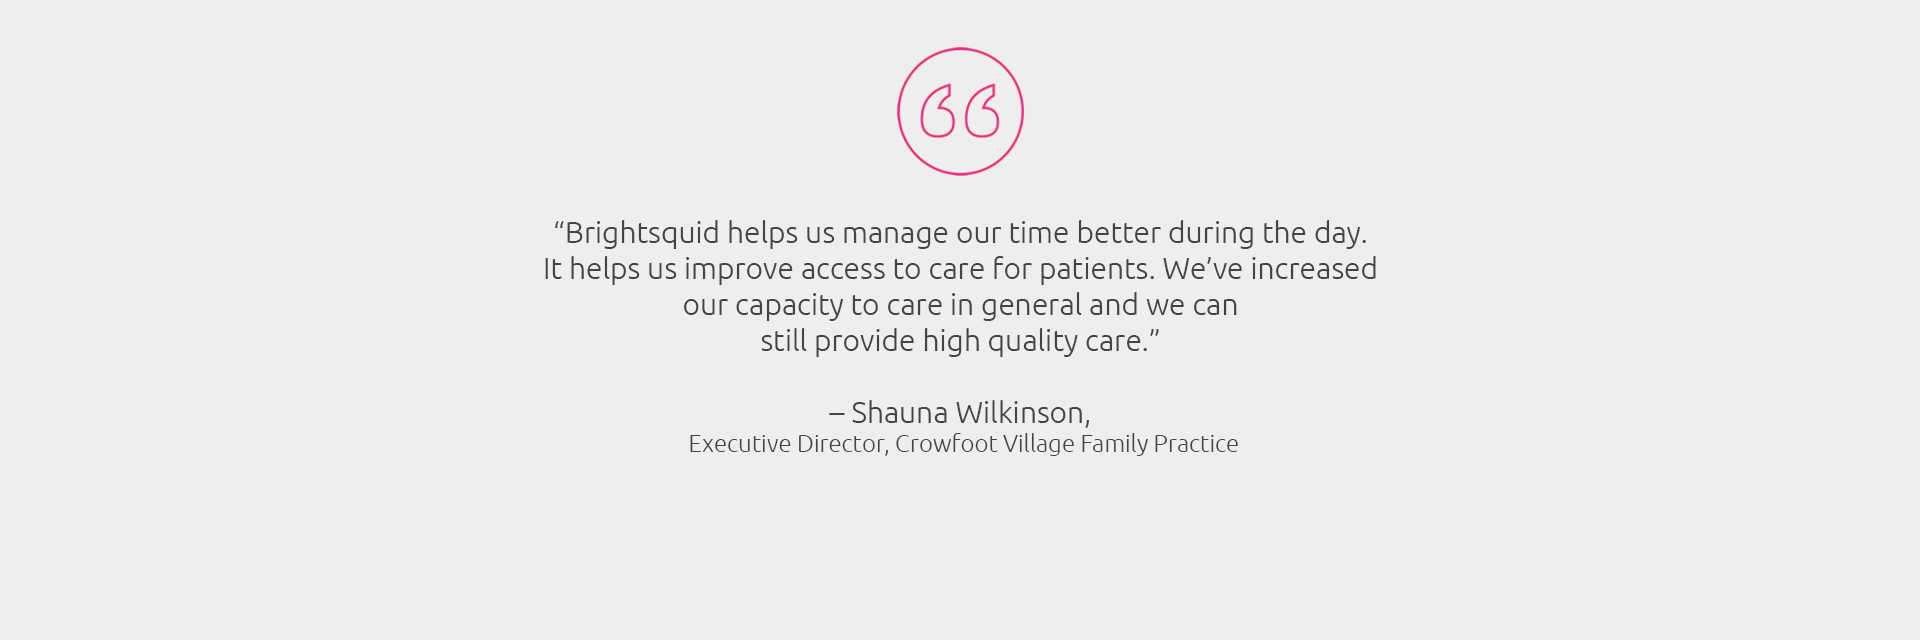 “Brightsquid helps us manage our time better during the day.
It helps us improve access to care for patients. We’ve increased
our capacity to care in general and we can
still provide high quality care.”
– Shauna Wilkinson,
Executive Director, Crowfoot Village Family Practice